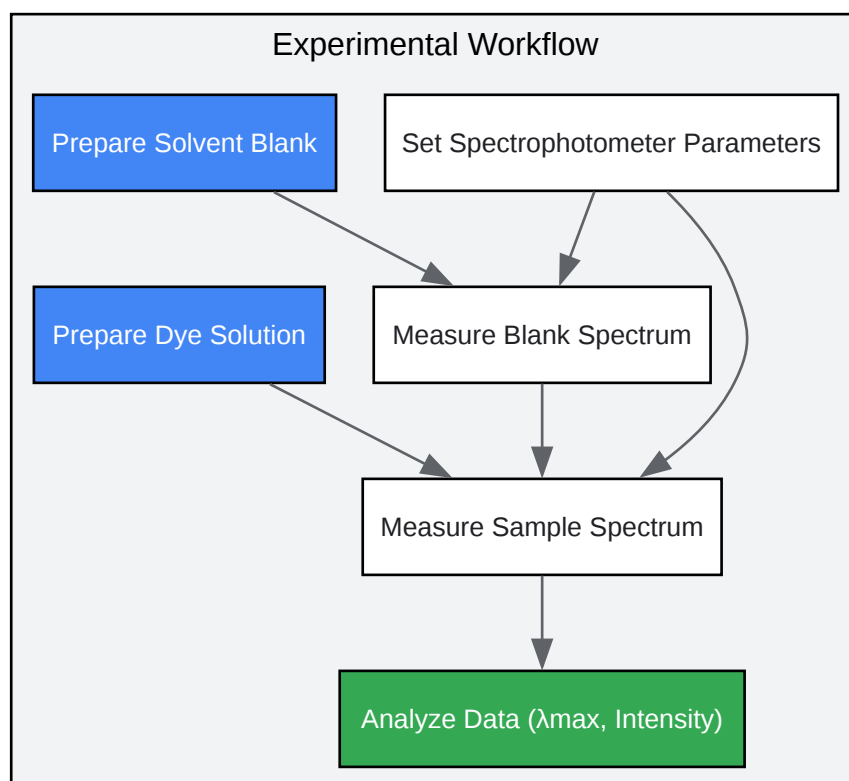 Experimental Workflow
Prepare Solvent Blank
Set Spectrophotometer Parameters
Prepare Dye Solution
Measure Blank Spectrum
Measure Sample Spectrum
Analyze Data (λmax, Intensity)